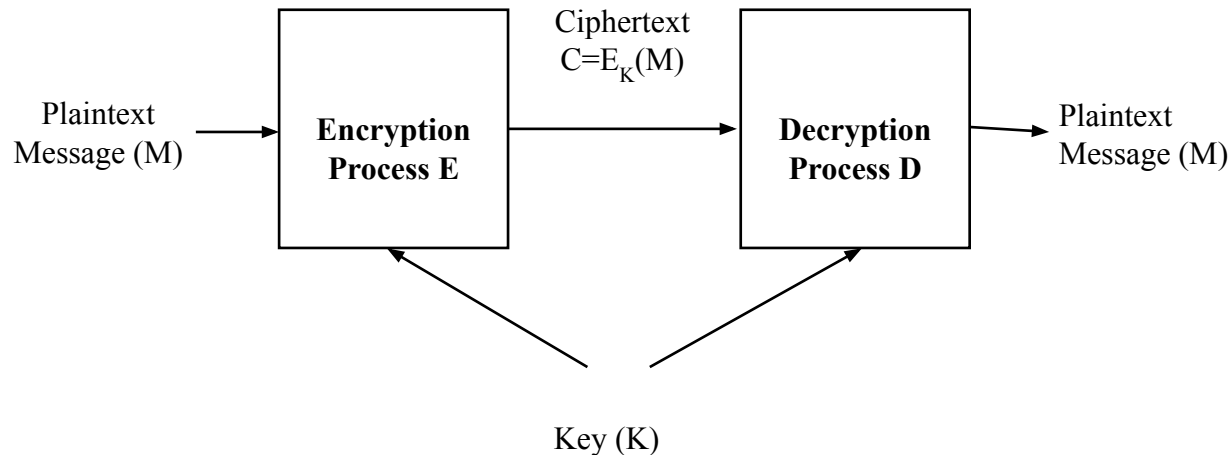 Plaintext
Message (M)
Encryption
Process E
Ciphertext
C=E_K(M)
Decryption
Process D
Plaintext
Message (M)
Key (K)